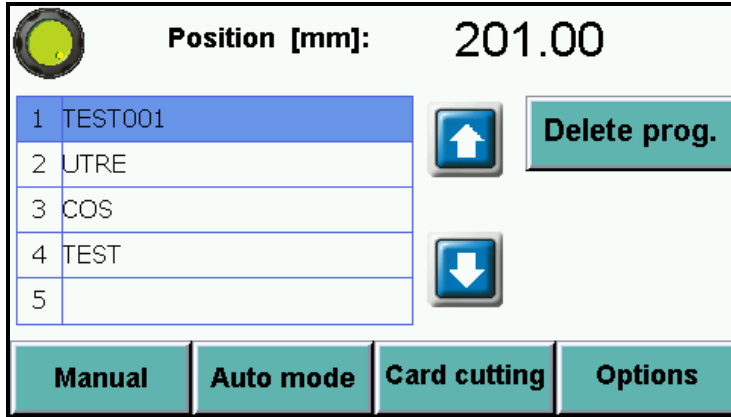 Position [mm]: 201.00
1 TEST001
Delete prog.
2 UTRE
3 COS
4 TEST
5
Manual Auto mode Card cutting Options